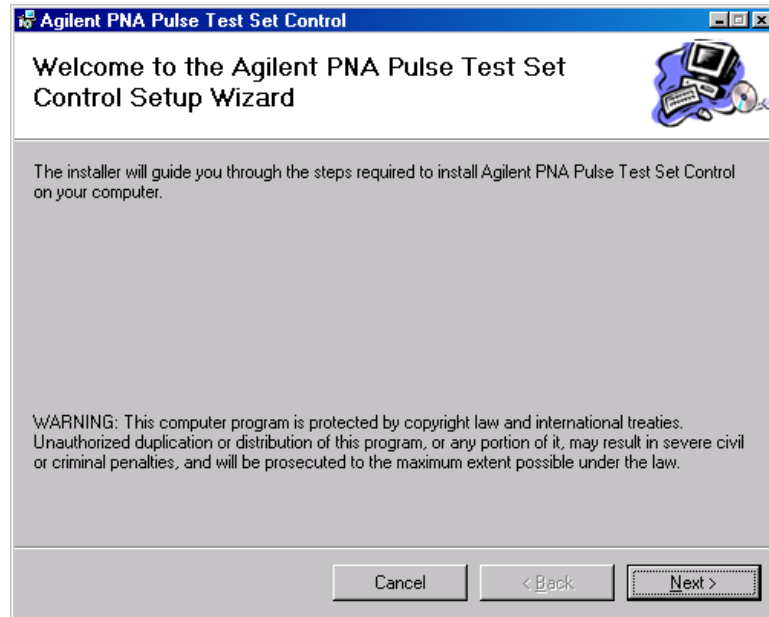 Agilent PNA Pulse Test Set Control
Welcome to the Agilent PNA Pulse Test Set
Control Setup Wizard
The installer will guide you through the steps required to install Agilent PNA Pulse Test Set Control
on your computer.
WARNING: This computer program is protected by copyright law and international treaties.
Unauthorized duplication or distribution of this program, or any portion of it, may result in severe civil
or criminal penalties, and will be prosecuted to the maximum extent possible under the law.
Cancel
< Back
Next >